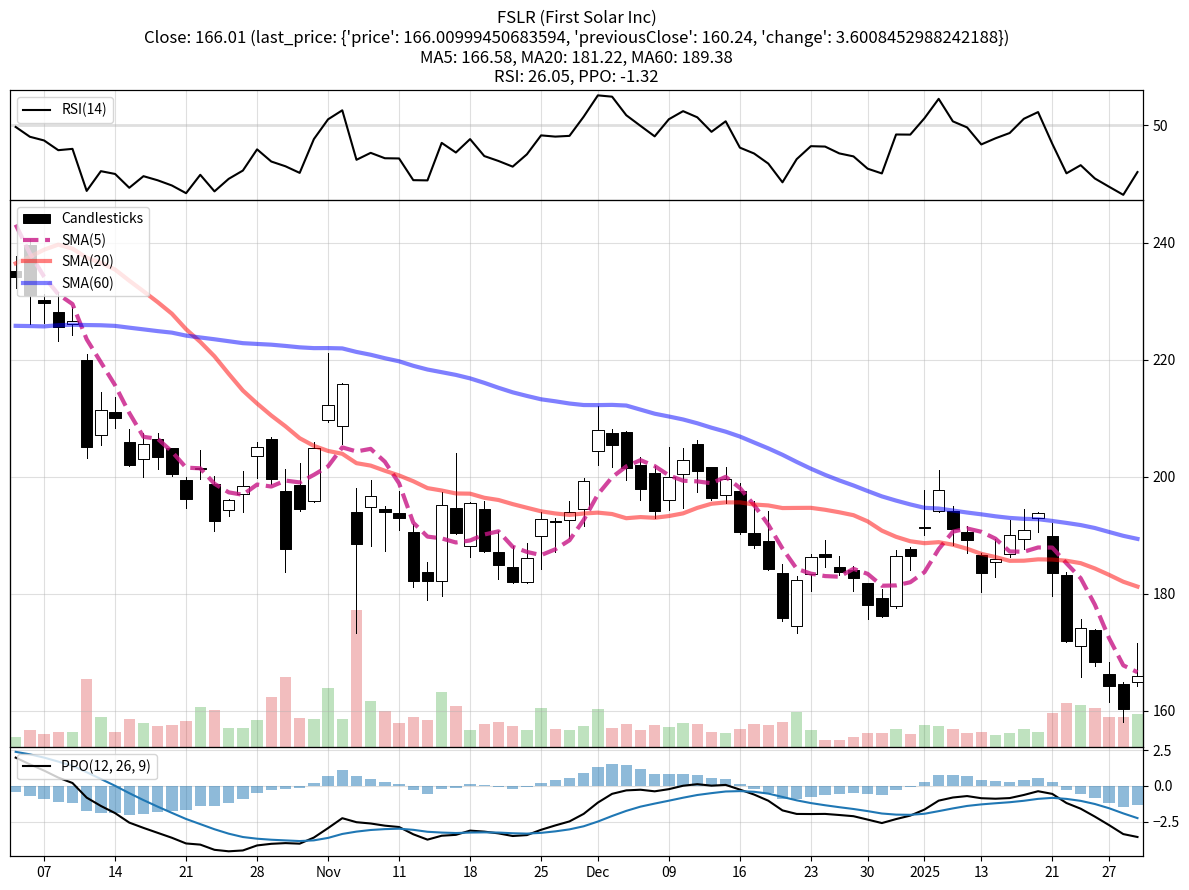 FSLR (First Solar Inc)
Close: 166.01 (last_price: {'price': 166.00999450683594, 'previousClose': 160.24, 'change': 3.6008452988242188})
MA5: 166.58, MA20: 181.22, MA60: 189.38
RSI: 26.05, PPO: -1.32
RSI(14)
50
Candlesticks
SMA(5)
SMA(20)
SMA(60)
240
220
200
180
160
PPO(12, 26, 9)
2.5
0.0
−2.5
07 14 21 28 Nov 11 18 25 Dec 09 16 23 30 2025 13 21 27